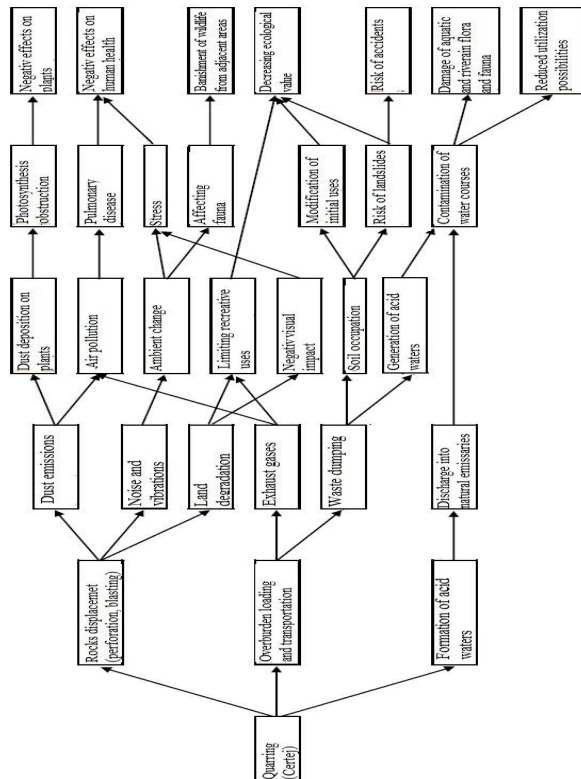 Quarring
(Certej)
Rocks displacemet
(perforation, blasting)
Overburden loading
and transportation
Formation of acid
waters
Dust emissions
Noise and
vibrations
Land
degradation
Exhaust gases
Waste dumping
Discharge into
natural emissaries
Dust deposition on
plants
Air pollution
Ambient change
Limiting recreative
uses
Negativ visual
impact
Soil occupation
Generation of acid
waters
Photosynthesis
obstruction
Pulmonary
disease
Stress
Affecting
fauna
Modification of
initial uses
Risk of landslides
Contamination of
water courses
Negativ effects on
plants
Negativ effects on
human health
Banishment of wildlife
from adjacent areas
Decreasing ecological
value
Risk of accidents
Damage of aquatic
and riverain flora
and fauna
Reduced utilization
possibilities